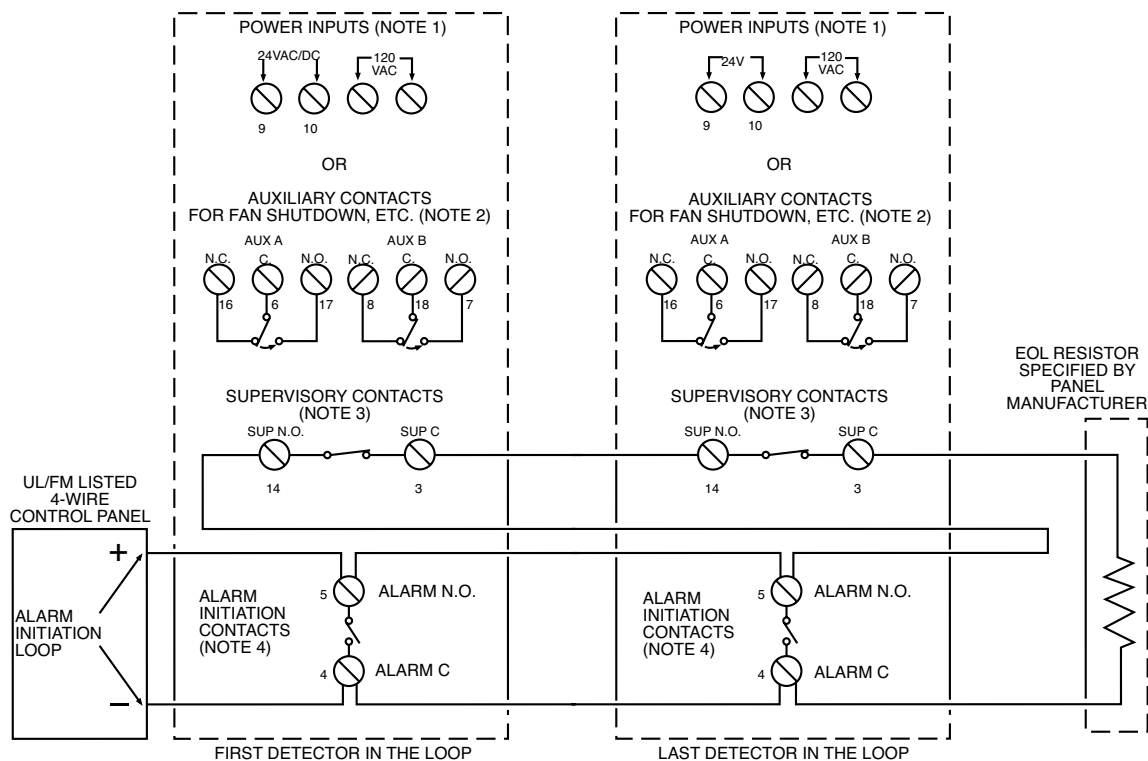 POWER INPUTS (NOTE 1)
24VAC/DC
120
VAC
9 10
OR
AUXILIARY CONTACTS
FOR FAN SHUTDOWN, ETC. (NOTE 2)
AUX A AUX B
N.C. C. N.O. N.C. C. N.O.
16 6 17 8 18 7
SUPERVISORY CONTACTS
(NOTE 3)
SUP N.O. SUP C
14 3
POWER INPUTS (NOTE 1)
24V
120
VAC
9 10
OR
AUXILIARY CONTACTS
FOR FAN SHUTDOWN, ETC. (NOTE 2)
AUX A AUX B
N.C. C. N.O. N.C. C. N.O.
16 6 17 8 18 7
SUPERVISORY CONTACTS
(NOTE 3)
SUP N.O. SUP C
14 3
EOL RESISTOR
SPECIFIED BY
PANEL
MANUFACTURER
UL/FM LISTED
4-WIRE
CONTROL PANEL
+
ALARM
INITIATION
LOOP
−
ALARM
INITIATION
CONTACTS
(NOTE 4)
5 ALARM N.O.
4 ALARM C
ALARM
INITIATION
CONTACTS
(NOTE 4)
5 ALARM N.O.
4 ALARM C
FIRST DETECTOR IN THE LOOP
LAST DETECTOR IN THE LOOP